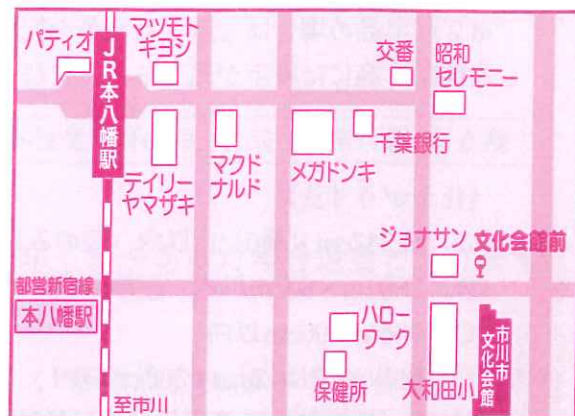 パティオ
JR本八幡駅
マツモト
キヨシ
交番
昭和
セレモニー
デイリー
ヤマザキ
マクド
ナルド
メガドンキ
千葉銀行
ジョナサン
文化会館前
都営新宿線
本八幡駅
ハロー
ワーク
保健所
大和田小
市川市
文化会館
至市川